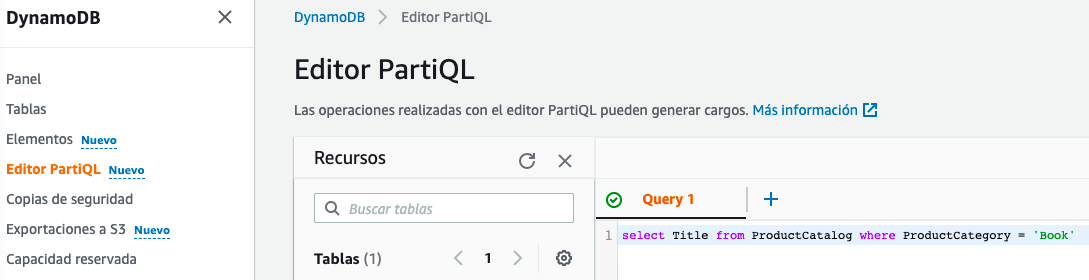 DynamoDB
Panel
Tablas
Elementos Nuevo
Editor PartiQL Nuevo
Copias de seguridad
Exportaciones a S3 Nuevo
Capacidad reservada
DynamoDB > Editor PartiQL
Editor PartiQL
Las operaciones realizadas con el editor PartiQL pueden generar cargos. Más información
Recursos
Buscar tablas
Tablas (1) < 1 >
Query 1 +
1 select Title from ProductCatalog where ProductCategory = 'Book'